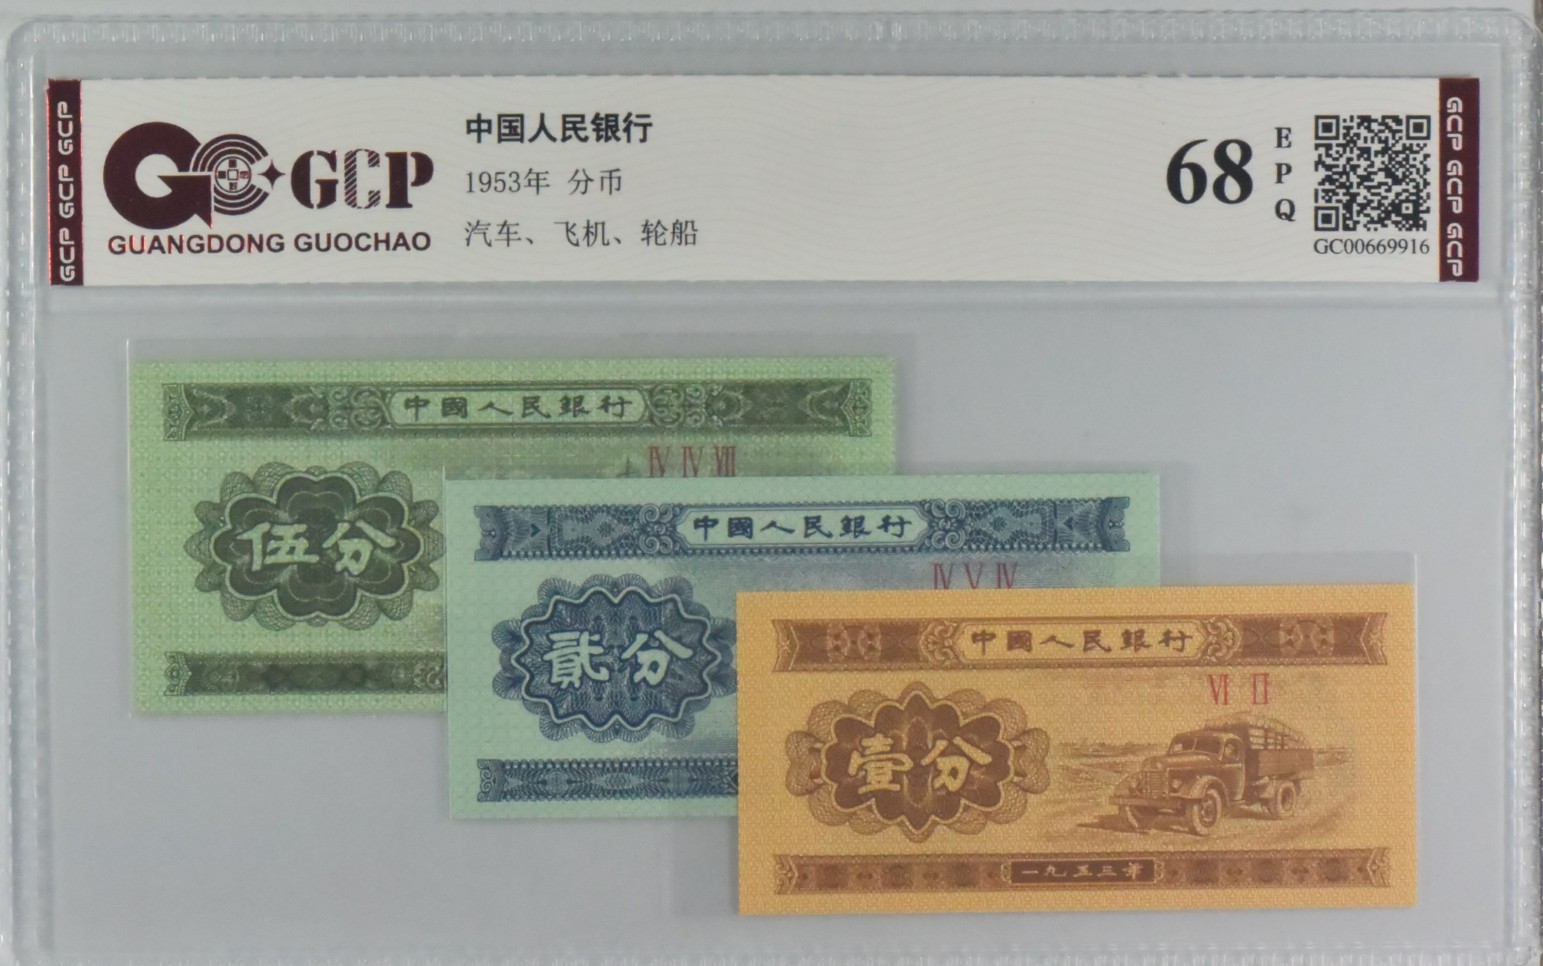 GCP GCP GCP
GCP
GUANGDONG GUOCHAO
中国人民银行
1953年 分币
汽车、飞机、轮船
68
EPQ
GC00669916
GCP GCP GCP
中國人民銀行
Ⅳ Ⅳ Ⅶ
伍分
中國人民銀行
Ⅳ Ⅴ Ⅳ
貳分
中國人民銀行
Ⅵ Ⅱ
壹分
一九五三年